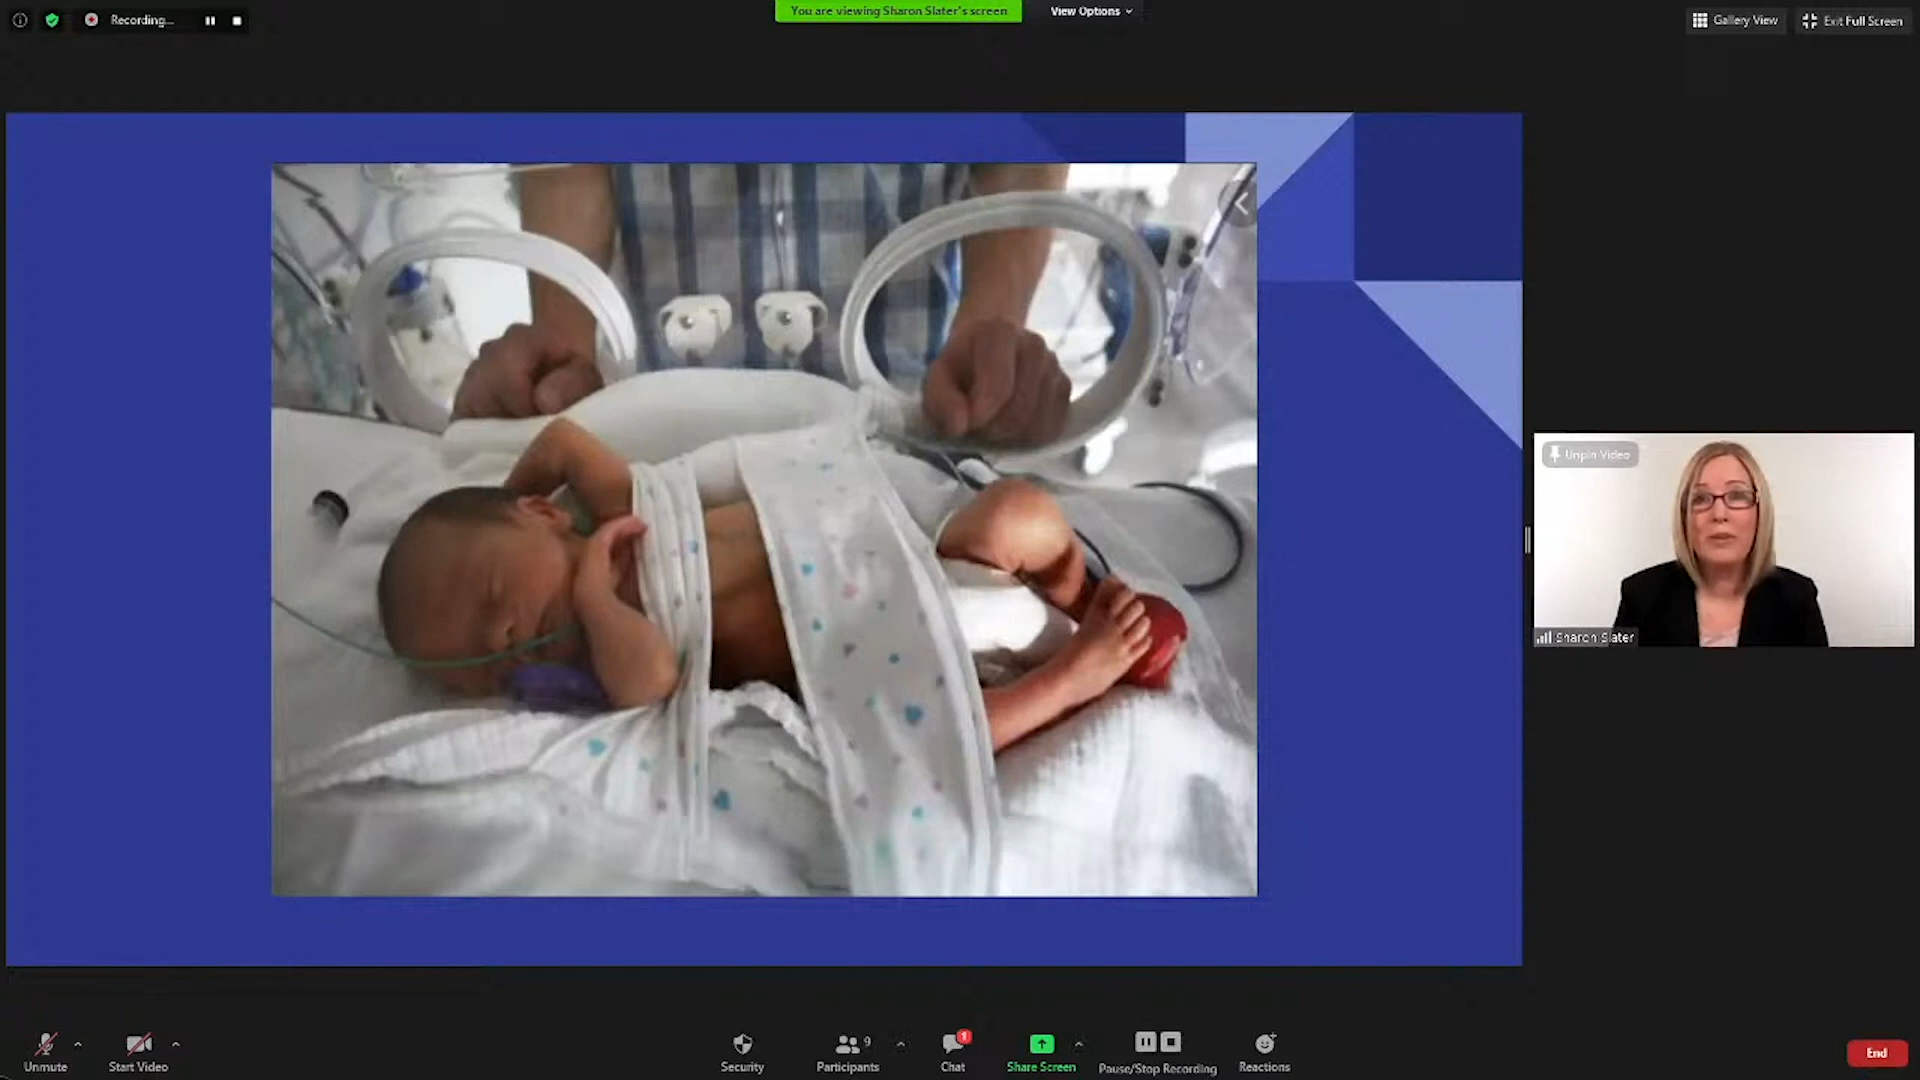 Recording...
You are viewing Sharon Slater's screen
View Options
Gallery View
Exit Full Screen
Unpin Video
Sharon Slater
Unmute
Start Video
Security
9
Participants
1
Chat
Share Screen
Pause/Stop Recording
Reactions
End